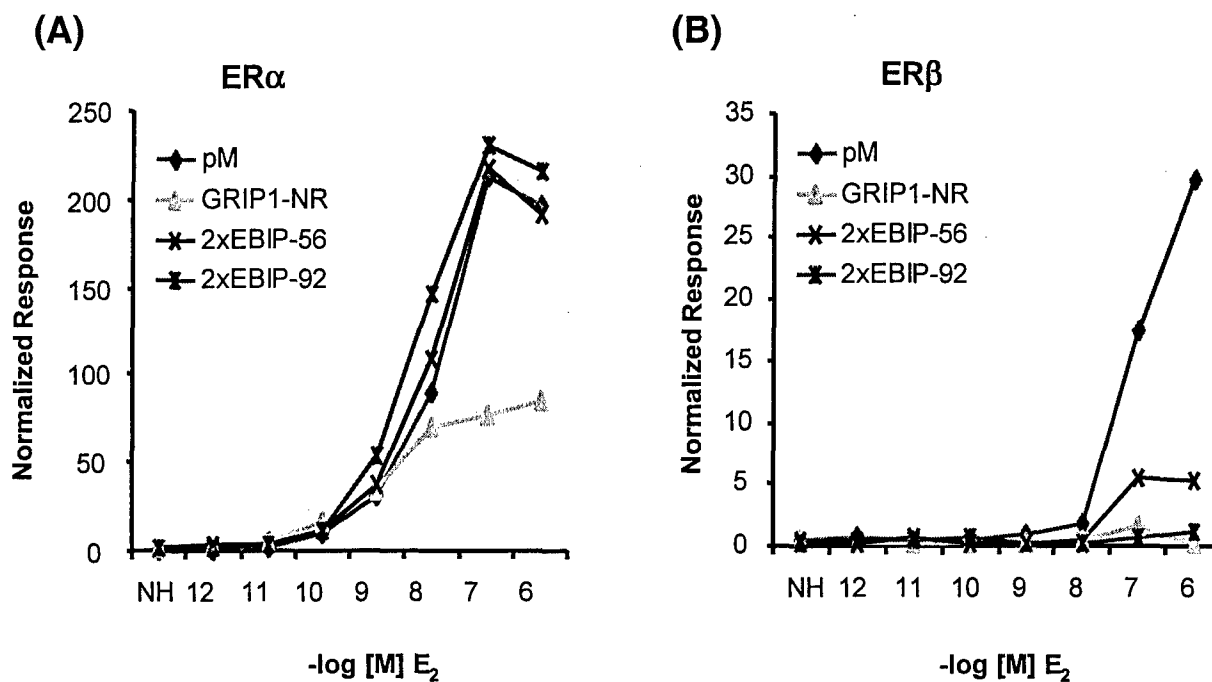 (A)
ERα
250
200
150
100
50
0
Normalized Response
pM
GRIP1-NR
2xEBIP-56
2xEBIP-92
NH 12 11 10 9 8 7 6
-log [M] E₂
(B)
ERβ
35
30
25
20
15
10
5
0
Normalized Response
pM
GRIP1-NR
2xEBIP-56
2xEBIP-92
NH 12 11 10 9 8 7 6
-log [M] E₂